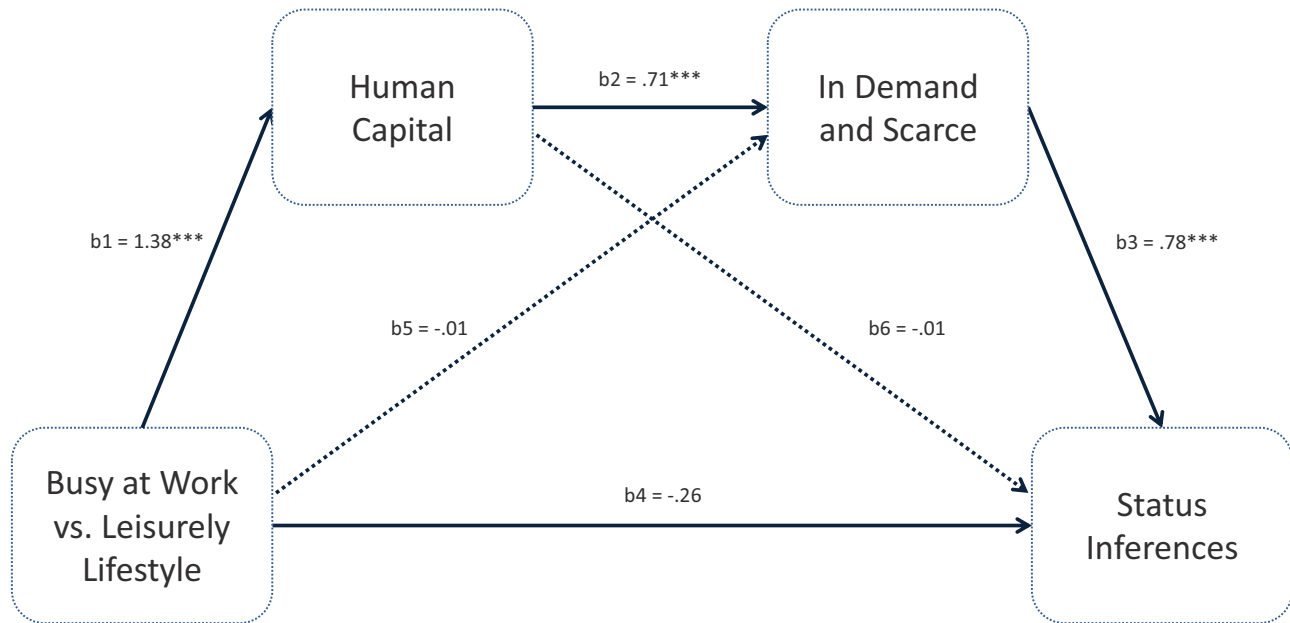 Human
Capital
b2 = .71***
In Demand
and Scarce
b1 = 1.38***
b3 = .78***
b5 = -.01
b6 = -.01
Busy at Work
vs. Leisurely
Lifestyle
b4 = -.26
Status
Inferences